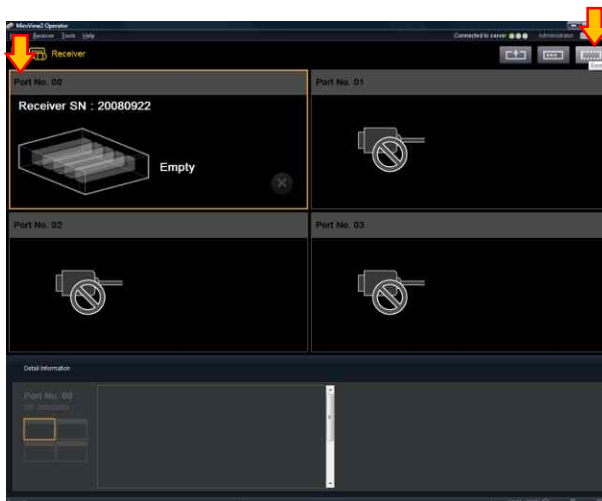 MiroView2 Operator
Receiver Tools Help
Connected to server
Administrator
Receiver
Port No. 00
Receiver SN : 20080922
Empty
Port No. 01
Port No. 02
Port No. 03
Detail information
Port No. 00